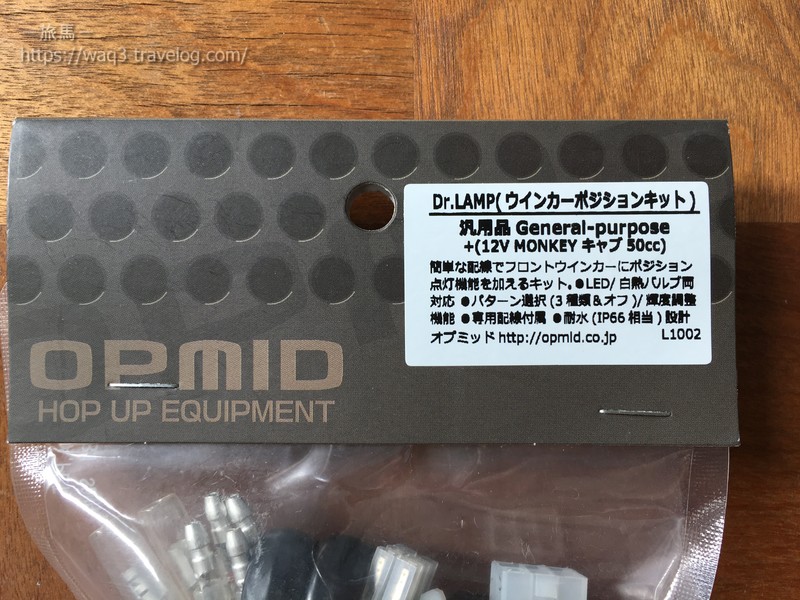 旅馬
https://waq3.travelog.com/
Dr.LAMP(ウインカーポジションキット)
汎用品 General-purpose
+(12V MONKEY キャブ 50cc)
簡単な配線でフロントウインカーにポジション
点灯機能を加えるキット。●LED/ 白熱バルブ両
対応 ●パターン選択 (3 種類&オフ)/ 輝度調整
機能 ●専用配線付属 ●耐水 (IP66 相当) 設計
オプミッド http://opmid.co.jp L1002
OPMID
HOP UP EQUIPMENT